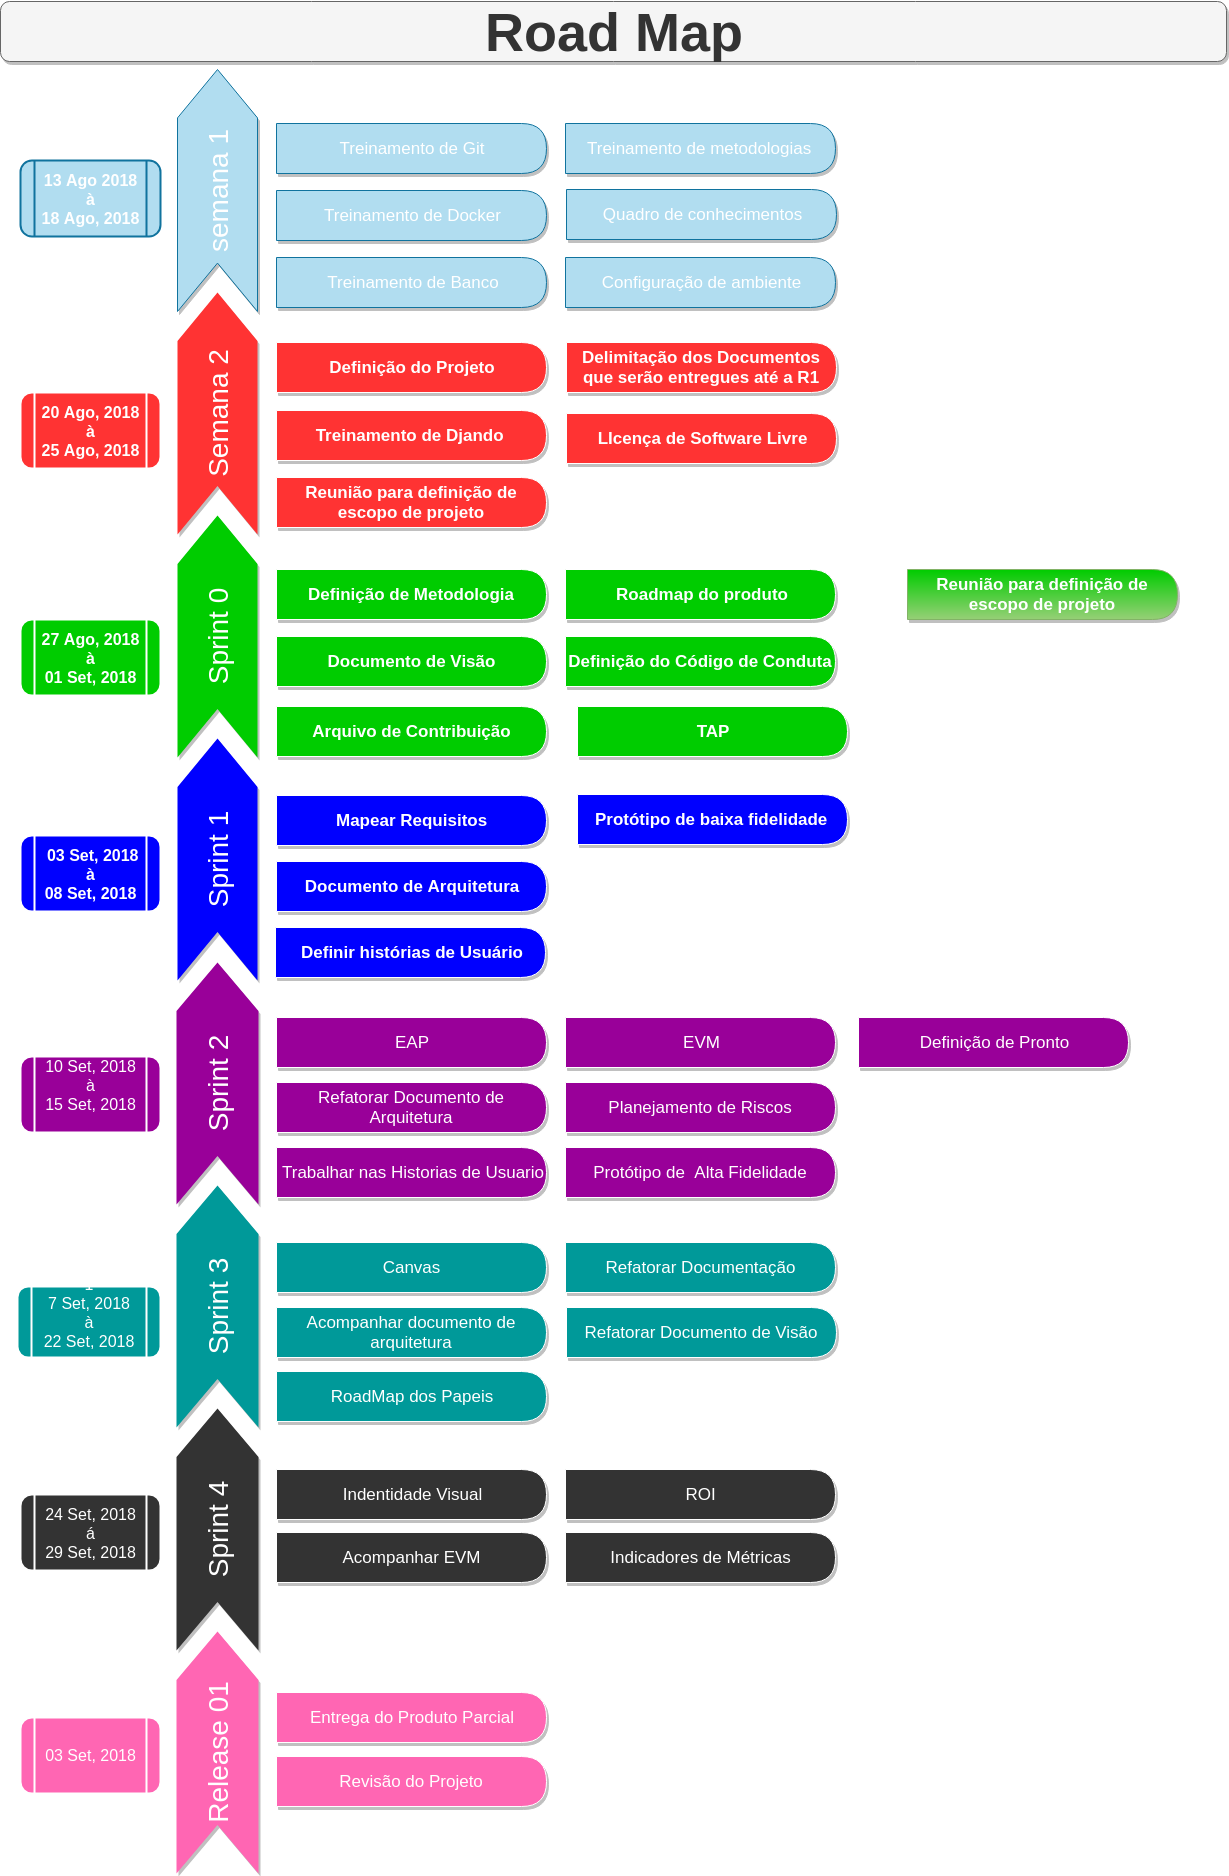 Road Map
semana 1
13 Ago 2018
à
18 Ago, 2018
Treinamento de Git
Treinamento de metodologias
Treinamento de Docker
Quadro de conhecimentos
Treinamento de Banco
Configuração de ambiente
Semana 2
20 Ago, 2018
à
25 Ago, 2018
Definição do Projeto
Delimitação dos Documentos
que serão entregues até a R1
Treinamento de Djando
LIcença de Software Livre
Reunião para definição de
escopo de projeto
Sprint 0
27 Ago, 2018
à
01 Set, 2018
Definição de Metodologia
Roadmap do produto
Reunião para definição de
escopo de projeto
Documento de Visão
Definição do Código de Conduta
Arquivo de Contribuição
TAP
Sprint 1
03 Set, 2018
à
08 Set, 2018
Mapear Requisitos
Protótipo de baixa fidelidade
Documento de Arquitetura
Definir histórias de Usuário
Sprint 2
10 Set, 2018
à
15 Set, 2018
EAP
EVM
Definição de Pronto
Refatorar Documento de
Arquitetura
Planejamento de Riscos
Trabalhar nas Historias de Usuario
Protótipo de  Alta Fidelidade
Sprint 3
1
7 Set, 2018
à
22 Set, 2018
Canvas
Refatorar Documentação
Acompanhar documento de
arquitetura
Refatorar Documento de Visão
RoadMap dos Papeis
Sprint 4
24 Set, 2018
á
29 Set, 2018
Indentidade Visual
ROI
Acompanhar EVM
Indicadores de Métricas
Release 01
03 Set, 2018
Entrega do Produto Parcial
Revisão do Projeto